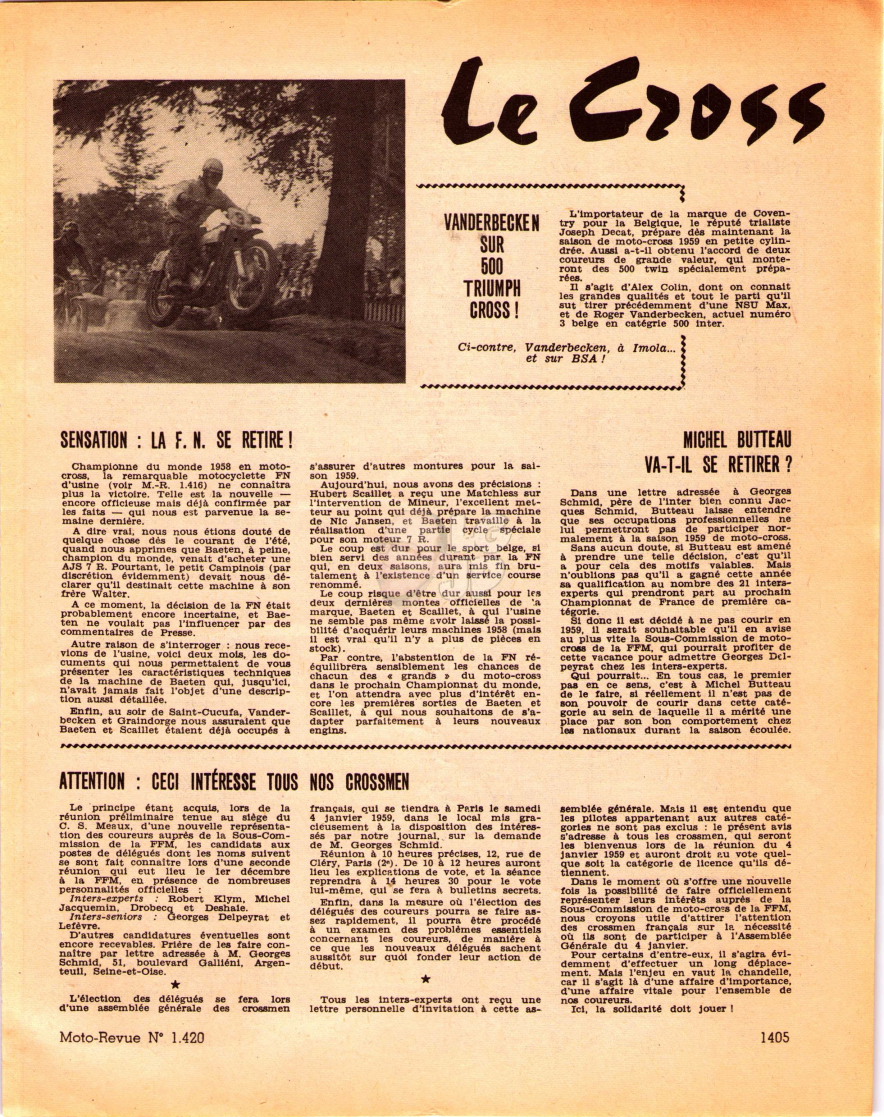 Le Cross
VANDERBECKEN
SUR
500
TRIUMPH
CROSS !
L'importateur de la marque de Coven-
try pour la Belgique, le réputé trialiste
Joseph Decat, prépare dès maintenant la
saison de moto-cross 1959 en petite cylin-
drée. Aussi a-t-il obtenu l'accord de deux
coureurs de grande valeur, qui monte-
ront des 500 twin spécialement prépa-
rées.
Il s'agit d'Alex Colin, dont on connait
les grandes qualités et tout le parti qu'il
sut tirer précédemment d'une NSU Max,
et de Roger Vanderbecken, actuel numéro
3 belge en catégrie 500 inter.
Ci-contre, Vanderbecken, à Imola...
et sur BSA !
SENSATION : LA F. N. SE RETIRE !
Championne du monde 1958 en moto-
cross, la remarquable motocyclette FN
d'usine (voir M.-R. 1.416) ne connaîtra
plus la victoire. Telle est la nouvelle —
encore officieuse mais déjà confirmée par
les faits — qui nous est parvenue la se-
maine dernière.
A dire vrai, nous nous étions douté de
quelque chose dès le courant de l'été,
quand nous apprimes que Baeten, à peine,
champion du monde, venait d'acheter une
AJS 7 R. Pourtant, le petit Campinois (par
discrétion évidemment) devait nous dé-
clarer qu'il destinait cette machine à son
frère Walter.
A ce moment, la décision de la FN était
probablement encore incertaine, et Bae-
ten ne voulait pas l'influencer par des
commentaires de Presse.
Autre raison de s'interroger : nous rece-
vions de l'usine, voici deux mois, les do-
cuments qui nous permettaient de vous
présenter les caractéristiques techniques
de la machine de Baeten qui, jusqu'ici,
n'avait jamais fait l'objet d'une descrip-
tion aussi détaillée.
Enfin, au soir de Saint-Cucufa, Vander-
becken et Graindorge nous assuraient que
Baeten et Scaillet étaient déjà occupés à
s'assurer d'autres montures pour la sai-
son 1959.
Aujourd'hui, nous avons des précisions :
Hubert Scaillet a reçu une Matchless sur
l'intervention de Mineur, l'excellent met-
teur au point qui déjà prépare la machine
de Nic Jansen, et Baeten travaille à la
réalisation d'une partie cycle spéciale
pour son moteur 7 R.
Le coup est dur pour le sport belge, si
bien servi des années durant par la FN
qui, en deux saisons, aura mis fin bru-
talement à l'existence d'un service course
renommé.
Le coup risque d'être dur aussi pour les
deux dernières montes officielles de la
marque, Baeten et Scaillet, à qui l'usine
ne semble pas même avoir laissé la possi-
bilité d'acquérir leurs machines 1958 (mais
il est vrai qu'il n'y a plus de pièces en
stock).
Par contre, l'abstention de la FN ré-
équilibrera sensiblement les chances de
chacun des « grands » du moto-cross
dans le prochain Championnat du monde,
et l'on attendra avec plus d'intérêt en-
core les premières sorties de Baeten et
Scaillet, à qui nous souhaitons de s'a-
dapter parfaitement à leurs nouveaux
engins.
MICHEL BUTTEAU
VA-T-IL SE RETIRER ?
Dans une lettre adressée à Georges
Schmid, père de l'inter bien connu Jac-
ques Schmid, Butteau laisse entendre
que ses occupations professionnelles ne
lui permettront pas de participer nor-
malement à la saison 1959 de moto-cross.
Sans aucun doute, si Butteau est amené
à prendre une telle décision, c'est qu'il
a pour cela des motifs valables. Mais
n'oublions pas qu'il a gagné cette année
sa qualification au nombre des 21 inters-
experts qui prendront part au prochain
Championnat de France de première ca-
tégorie.
Si donc il est décidé à ne pas courir en
1959, il serait souhaitable qu'il en avise
au plus vite la Sous-Commission de moto-
cross de la FFM, qui pourrait profiter de
cette vacance pour admettre Georges Del-
peyrat chez les inters-experts.
Qui pourrait... En tous cas, le premier
pas en ce sens, c'est à Michel Butteau
de le faire, si réellement il n'est pas de
son pouvoir de courir dans cette caté-
gorie au sein de laquelle il a mérité une
place par son bon comportement chez
les nationaux durant la saison écoulée.
ATTENTION : CECI INTÉRESSE TOUS NOS CROSSMEN
Le principe étant acquis, lors de la
réunion préliminaire tenue au siège du
C. S. Meaux, d'une nouvelle représenta-
tion des coureurs auprès de la Sous-Com-
mission de la FFM, les candidats aux
postes de délégués dont les noms suivent
se sont fait connaître lors d'une seconde
réunion qui eut lieu le 1er décembre
à la FFM, en présence de nombreuses
personnalités officielles :
Inters-experts : Robert Klym, Michel
Jacquemin, Drobecq et Deshaie.
Inters-seniors : Georges Delpeyrat et
Lefèvre.
D'autres candidatures éventuelles sont
encore recevables. Prière de les faire con-
naître par lettre adressée à M. Georges
Schmid, 51, boulevard Galliéni, Argen-
teuil, Seine-et-Oise.
★
L'élection des délégués se fera lors
d'une assemblée générale des crossmen
français, qui se tiendra à Paris le samedi
4 janvier 1959, dans le local mis gra-
cieusement à la disposition des intéres-
sés par notre journal, sur la demande
de M. Georges Schmid.
Réunion à 10 heures précises, 12, rue de
Cléry, Paris (2e). De 10 à 12 heures auront
lieu les explications de vote, et la séance
reprendra à 14 heures 30 pour le vote
lui-même, qui se fera à bulletins secrets.
Enfin, dans la mesure où l'élection des
délégués des coureurs pourra se faire as-
sez rapidement, il pourra être procédé
à un examen des problèmes essentiels
concernant les coureurs, de manière à
ce que les nouveaux délégués sachent
aussitôt sur quoi fonder leur action de
début.
★
Tous les inters-experts ont reçu une
lettre personnelle d'invitation à cette as-
semblée générale. Mais il est entendu que
les pilotes appartenant aux autres caté-
gories ne sont pas exclus : le présent avis
s'adresse à tous les crossmen, qui seront
les bienvenus lors de la réunion du 4
janvier 1959 et auront droit au vote quel-
que soit la catégorie de licence qu'ils dé-
tiennent.
Dans le moment où s'offre une nouvelle
fois la possibilité de faire officiellement
représenter leurs intérêts auprès de la
Sous-Commission de moto-cross de la FFM,
nous croyons utile d'attirer l'attention
des crossmen français sur la nécessité
où ils sont de participer à l'Assemblée
Générale du 4 janvier.
Pour certains d'entre-eux, il s'agira évi-
demment d'effectuer un long déplace-
ment. Mais l'enjeu en vaut la chandelle,
car il s'agit là d'une affaire d'importance,
d'une affaire vitale pour l'ensemble de
nos coureurs.
Ici, la solidarité doit jouer !
Moto-Revue N° 1.420
1405